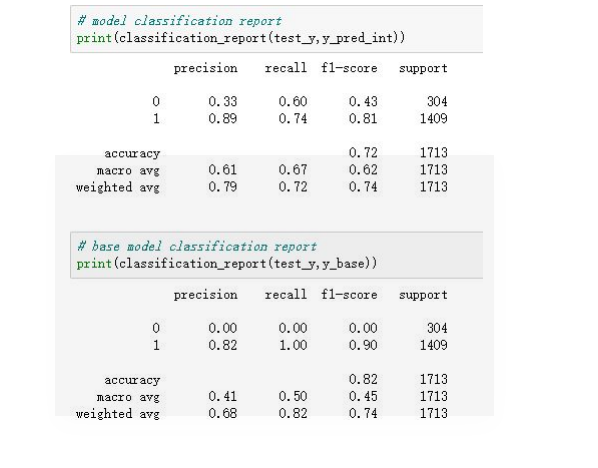 # model classification report
print(classification_report(test_y,y_pred_int))
precision recall f1-score support
0 0.33 0.60 0.43 304
1 0.89 0.74 0.81 1409
accuracy 0.72 1713
macro avg 0.61 0.67 0.62 1713
weighted avg 0.79 0.72 0.74 1713
# base model classification report
print(classification_report(test_y,y_base))
precision recall f1-score support
0 0.00 0.00 0.00 304
1 0.82 1.00 0.90 1409
accuracy 0.82 1713
macro avg 0.41 0.50 0.45 1713
weighted avg 0.68 0.82 0.74 1713